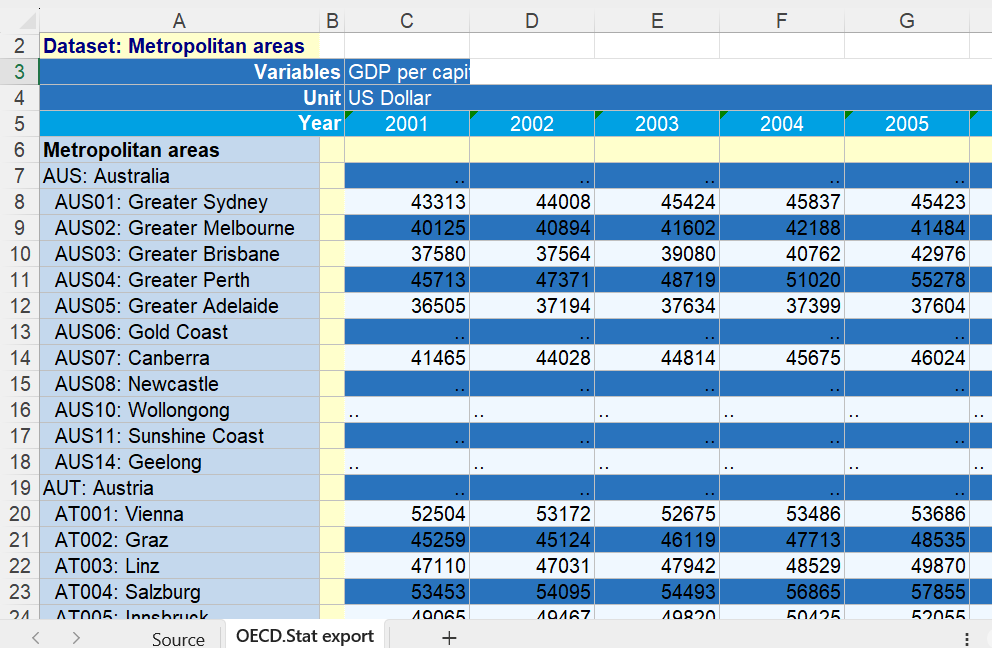 A B C D E F G
2 Dataset: Metropolitan areas
3 Variables GDP per capi
4 Unit US Dollar
5 Year 2001 2002 2003 2004 2005
6 Metropolitan areas
7 AUS: Australia .. .. .. .. ..
8 AUS01: Greater Sydney 43313 44008 45424 45837 45423
9 AUS02: Greater Melbourne 40125 40894 41602 42188 41484
10 AUS03: Greater Brisbane 37580 37564 39080 40762 42976
11 AUS04: Greater Perth 45713 47371 48719 51020 55278
12 AUS05: Greater Adelaide 36505 37194 37634 37399 37604
13 AUS06: Gold Coast .. .. .. .. ..
14 AUS07: Canberra 41465 44028 44814 45675 46024
15 AUS08: Newcastle .. .. .. .. ..
16 AUS10: Wollongong .. .. .. .. .. ..
17 AUS11: Sunshine Coast .. .. .. .. ..
18 AUS14: Geelong .. .. .. .. .. ..
19 AUT: Austria .. .. .. .. ..
20 AT001: Vienna 52504 53172 52675 53486 53686
21 AT002: Graz 45259 45124 46119 47713 48535
22 AT003: Linz 47110 47031 47942 48529 49870
23 AT004: Salzburg 53453 54095 54493 56865 57855
24 AT005: Innsbruck 49065 49467 49820 50425 52055
Source OECD.Stat export +